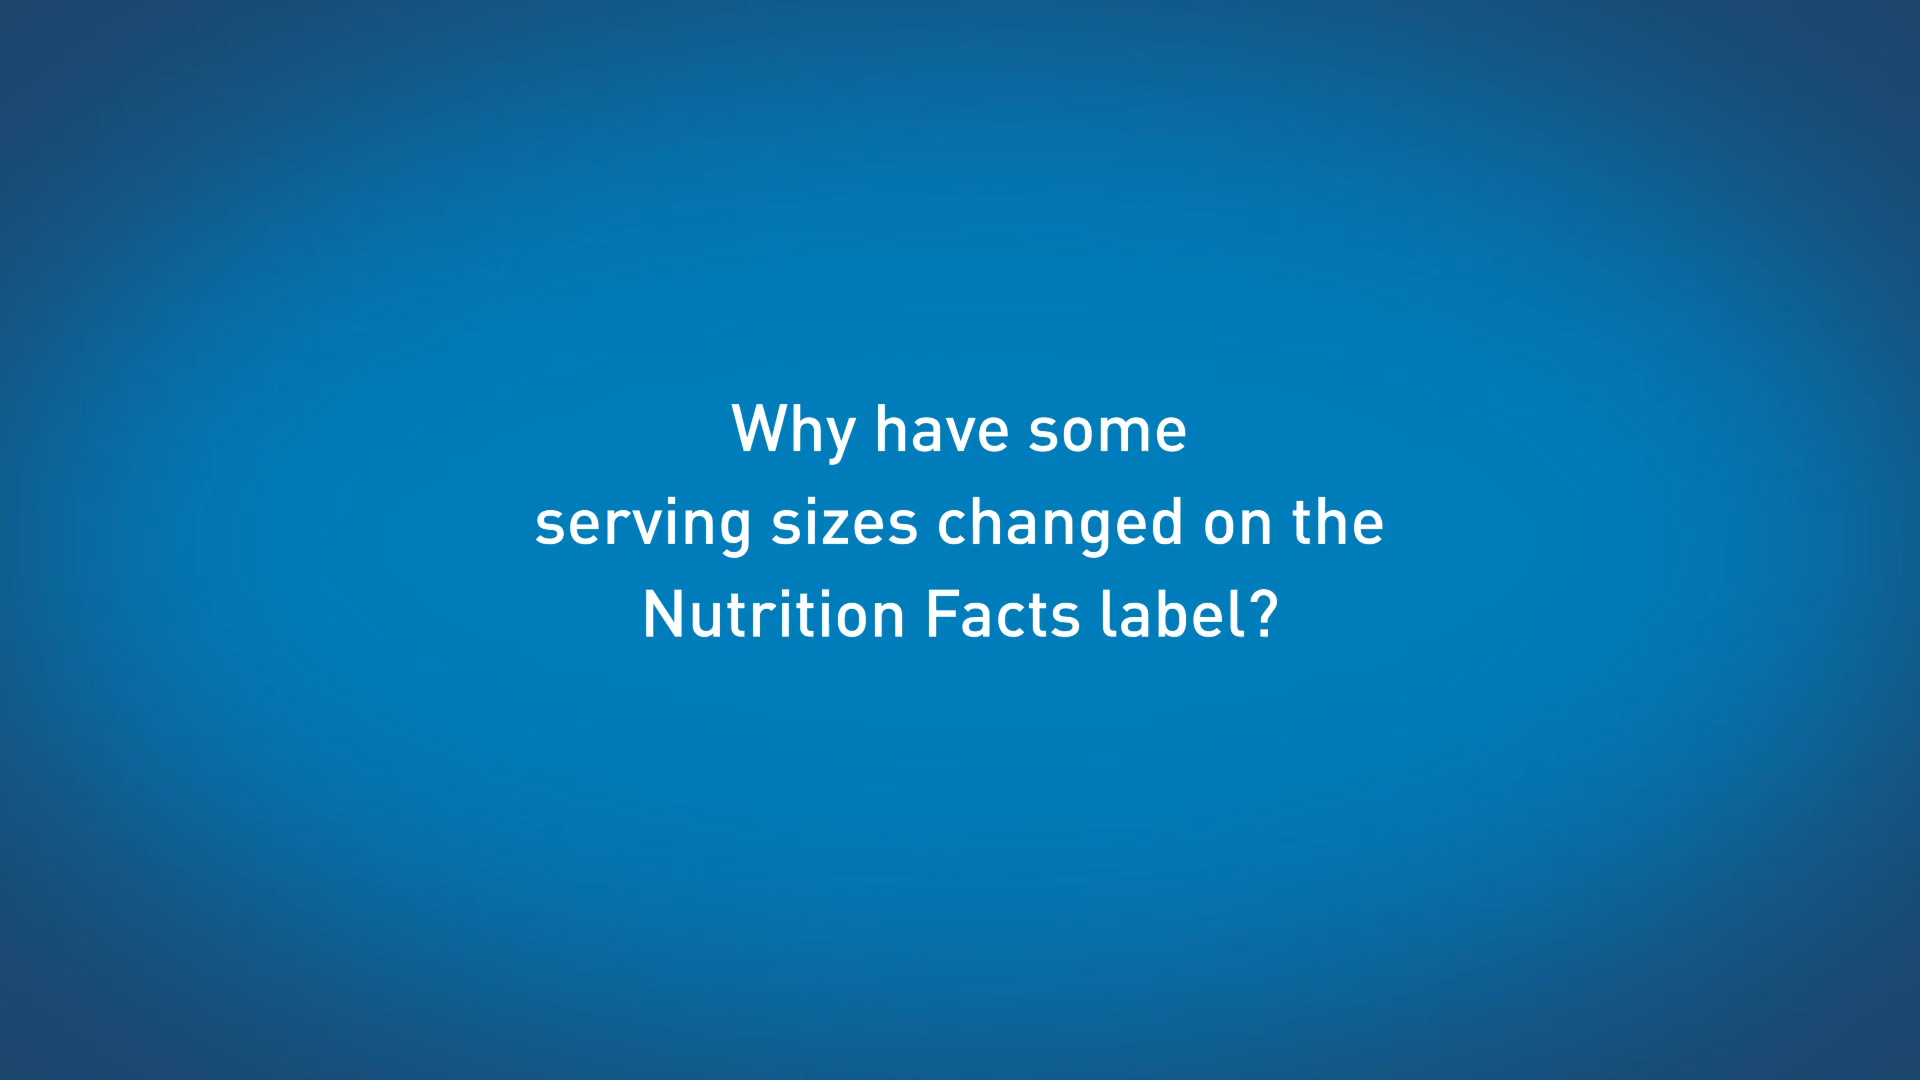 Why have some
serving sizes changed on the
Nutrition Facts label?